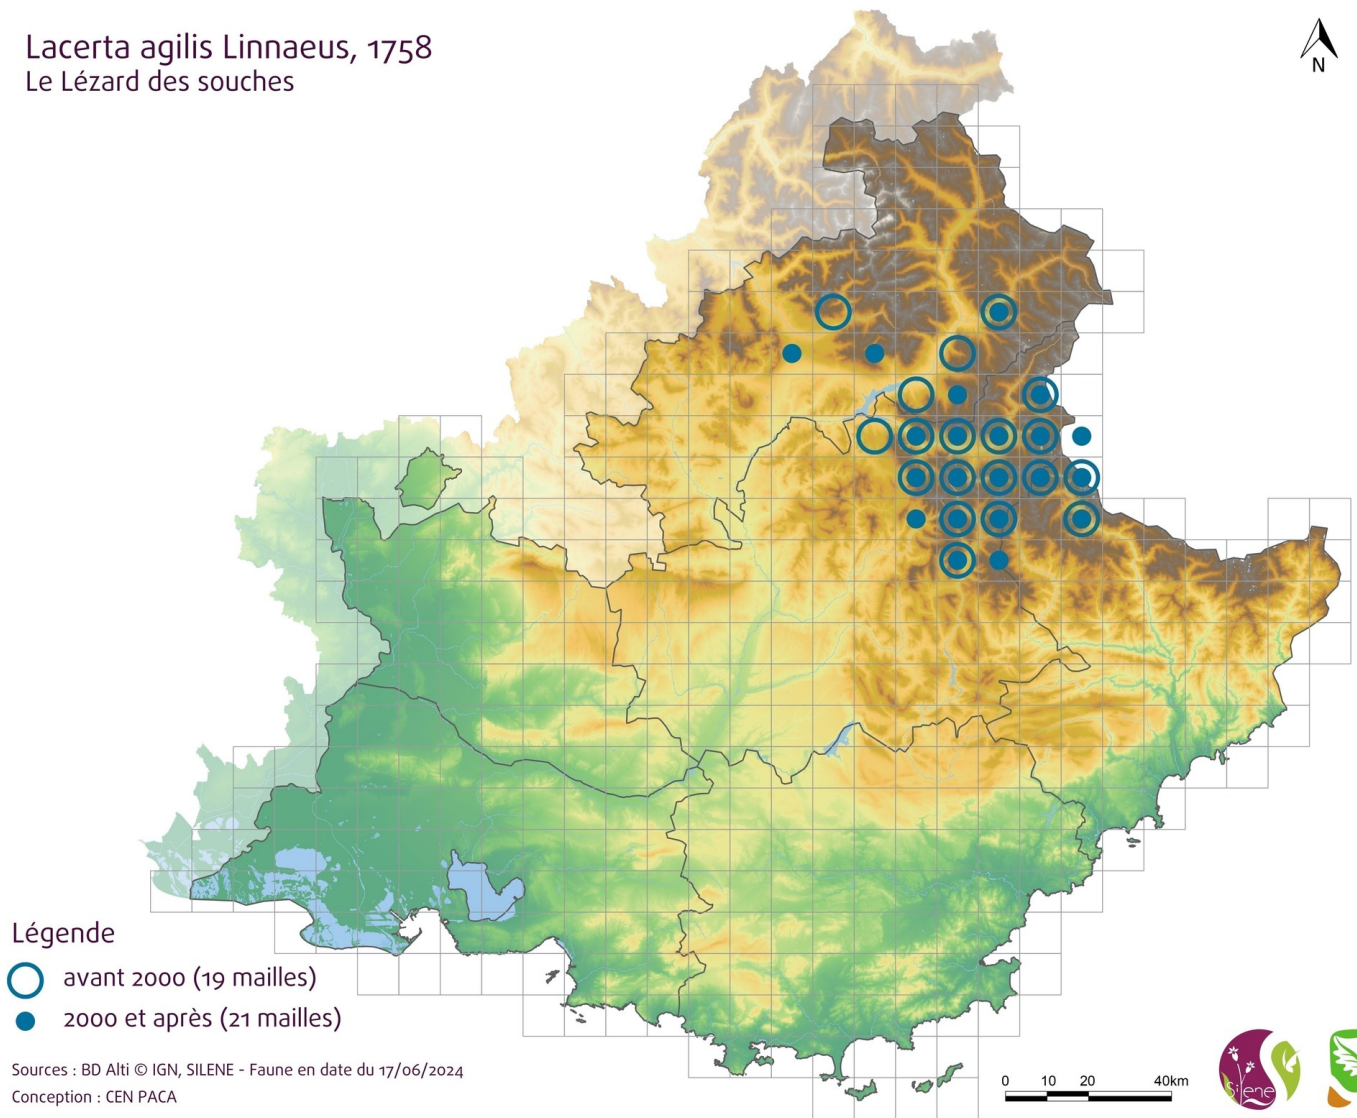 Lacerta agilis Linnaeus, 1758
Le Lézard des souches
N
Légende
avant 2000 (19 mailles)
2000 et après (21 mailles)
Sources : BD Alti © IGN, SILENE - Faune en date du 17/06/2024
Conception : CEN PACA
0 10 20 40km
Silene